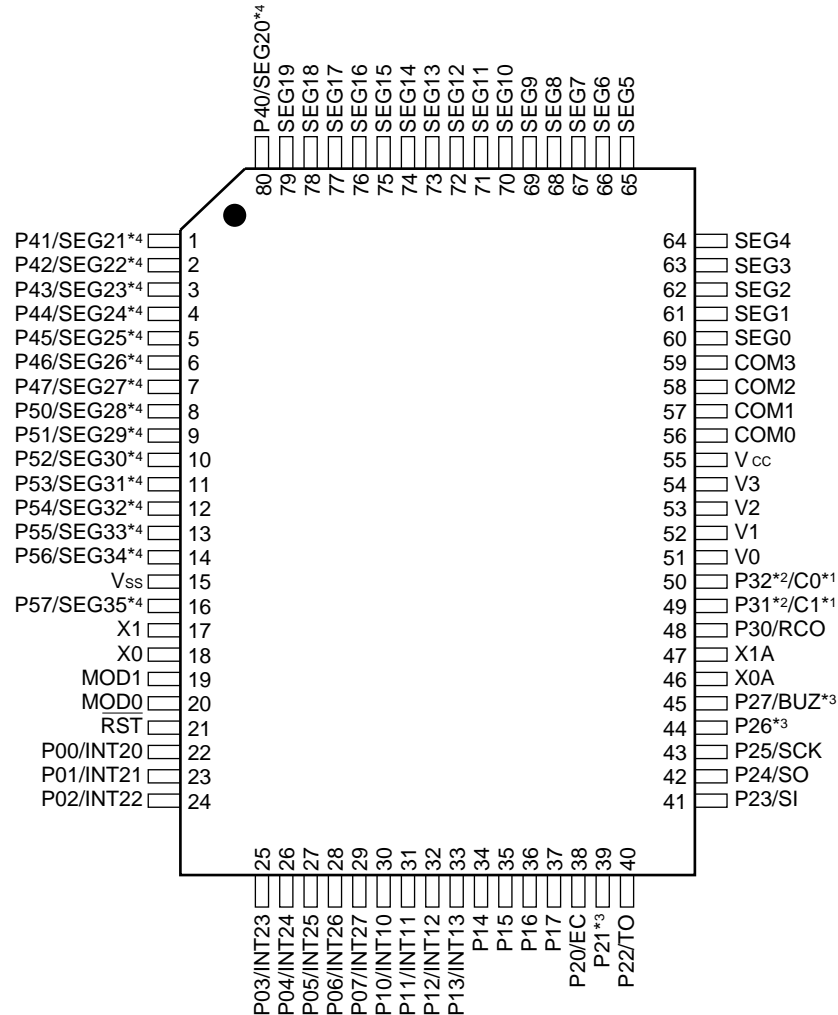 P40/SEG20*4
SEG19
SEG18
SEG17
SEG16
SEG15
SEG14
SEG13
SEG12
SEG11
SEG10
SEG9
SEG8
SEG7
SEG6
SEG5
80
79
78
77
76
75
74
73
72
71
70
69
68
67
66
65
P41/SEG21*4 1
P42/SEG22*4 2
P43/SEG23*4 3
P44/SEG24*4 4
P45/SEG25*4 5
P46/SEG26*4 6
P47/SEG27*4 7
P50/SEG28*4 8
P51/SEG29*4 9
P52/SEG30*4 10
P53/SEG31*4 11
P54/SEG32*4 12
P55/SEG33*4 13
P56/SEG34*4 14
VSS 15
P57/SEG35*4 16
X1 17
X0 18
MOD1 19
MOD0 20
RST 21
P00/INT20 22
P01/INT21 23
P02/INT22 24
64 SEG4
63 SEG3
62 SEG2
61 SEG1
60 SEG0
59 COM3
58 COM2
57 COM1
56 COM0
55 VCC
54 V3
53 V2
52 V1
51 V0
50 P32*2/C0*1
49 P31*2/C1*1
48 P30/RCO
47 X1A
46 X0A
45 P27/BUZ*3
44 P26*3
43 P25/SCK
42 P24/SO
41 P23/SI
25
26
27
28
29
30
31
32
33
34
35
36
37
38
39
40
P03/INT23
P04/INT24
P05/INT25
P06/INT26
P07/INT27
P10/INT10
P11/INT11
P12/INT12
P13/INT13
P14
P15
P16
P17
P20/EC
P21*3
P22/TO